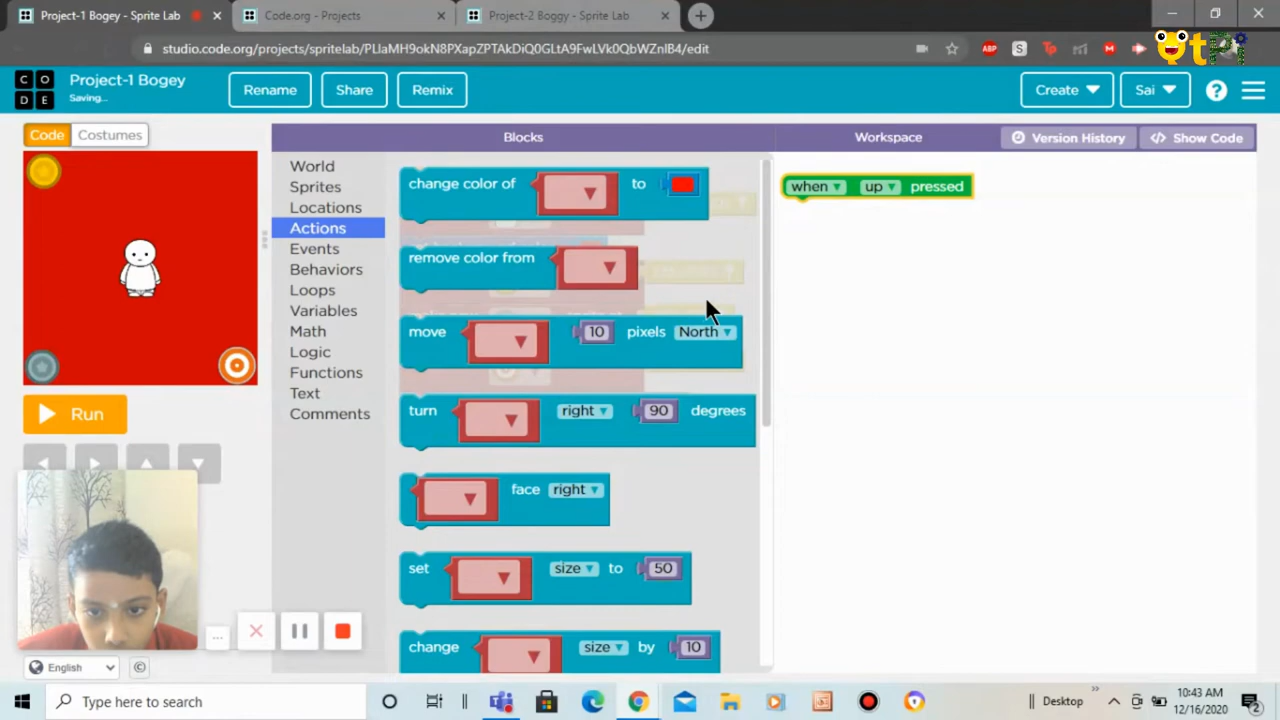 Project-1 Bogey - Sprite Lab
Code.org - Projects
Project-2 Boggy - Sprite Lab
studio.code.org/projects/spritelab/PlJaMH9okN8PXapZPTAkDiQ0GLtA9FwLVk0QbWZnlB4/edit
ABP
S
CODE
Project-1 Bogey
Saving...
Rename
Share
Remix
Create
Sai
?
Code
Costumes
Blocks
Workspace
Version History
Show Code
World
Sprites
Locations
Actions
Events
Behaviors
Loops
Variables
Math
Logic
Functions
Text
Comments
change color of to
remove color from
move 10 pixels North
turn right 90 degrees
face right
set size to 50
change size by 10
when up pressed
Run
...
English
©
Type here to search
Desktop
10:43 AM
12/16/2020
2